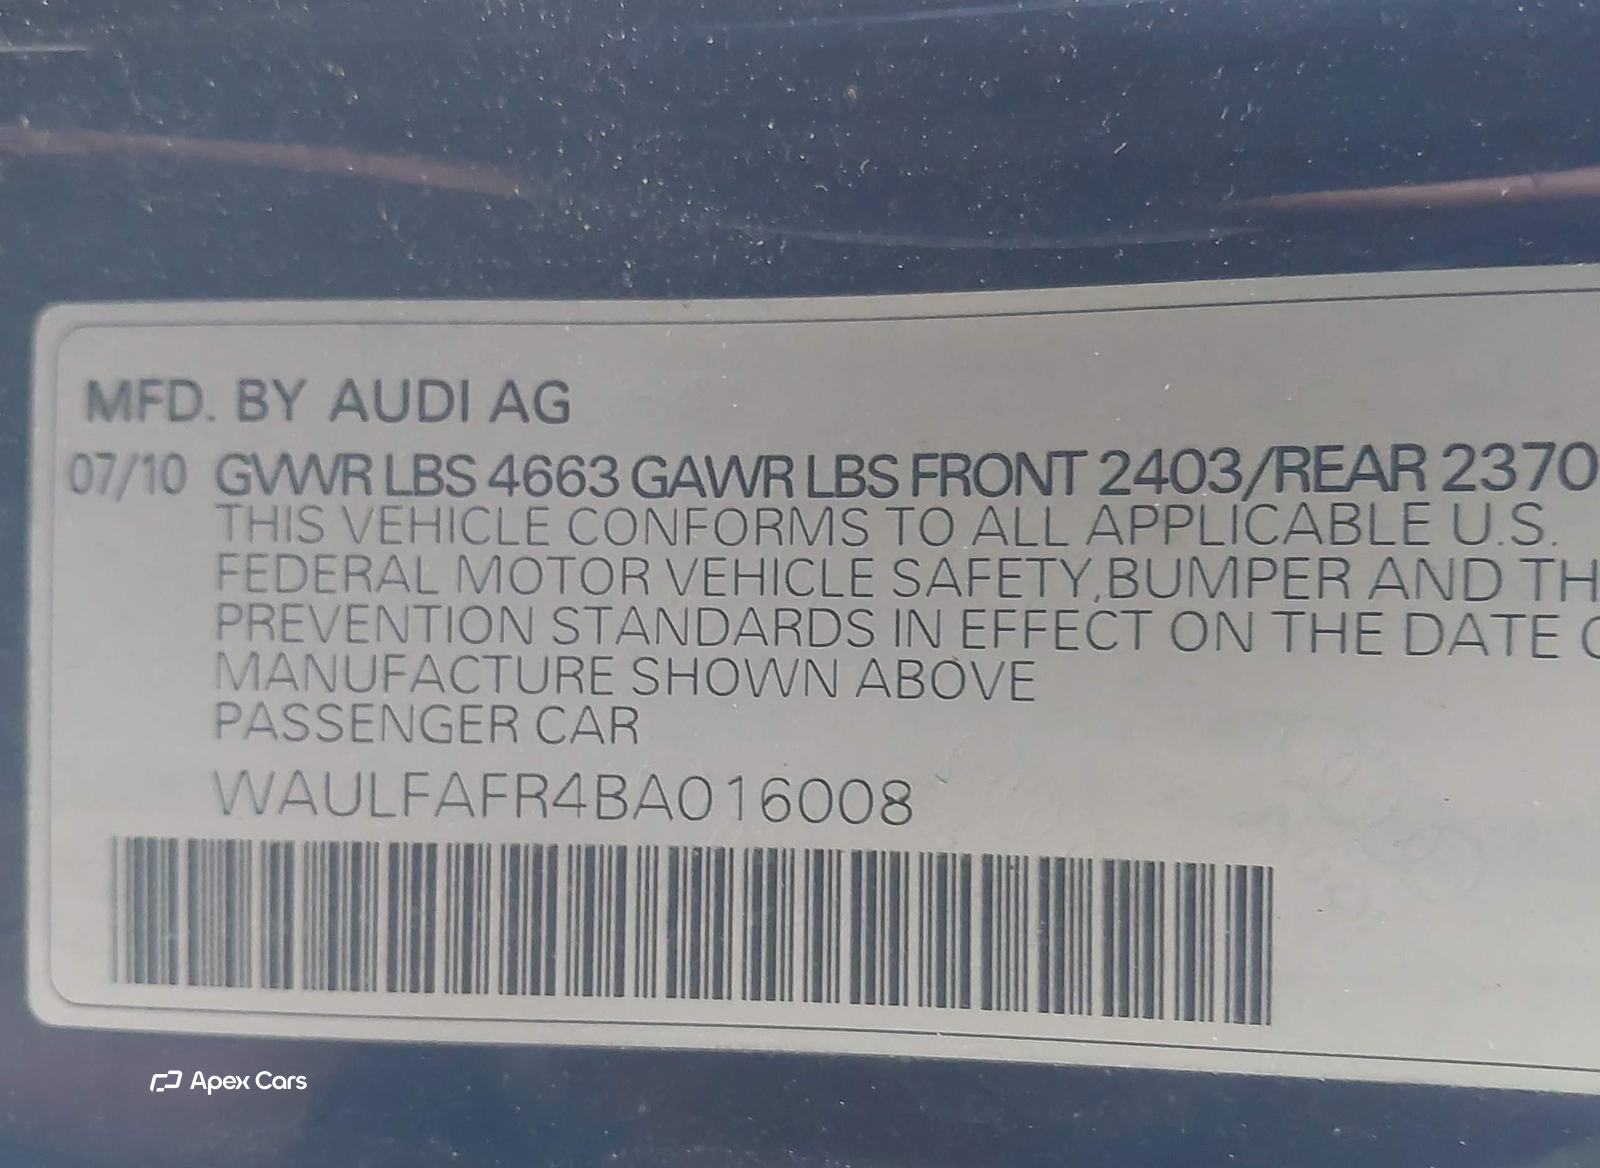 MFD. BY AUDI AG
07/10 GVWR LBS 4663 GAWR LBS FRONT 2403/REAR 2370
THIS VEHICLE CONFORMS TO ALL APPLICABLE U.S.
FEDERAL MOTOR VEHICLE SAFETY,BUMPER AND TH
PREVENTION STANDARDS IN EFFECT ON THE DATE O
MANUFACTURE SHOWN ABOVE
PASSENGER CAR
WAULFAFR4BA016008
Apex Cars